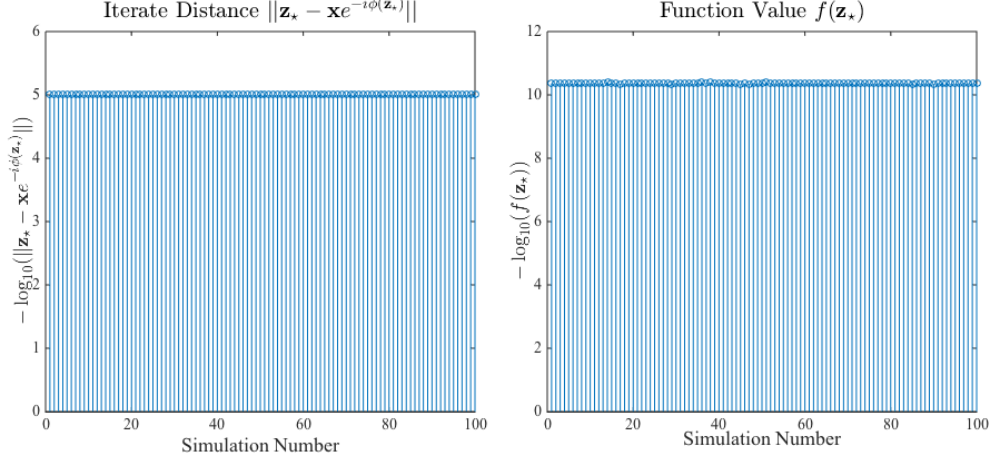 Iterate Distance ||z⋆ − xe^{−iϕ(z⋆)}||
− log₁₀(||z⋆ − xe^{−iϕ(z⋆)}||)
6
5
4
3
2
1
0
0 20 40 60 80 100
Simulation Number
Function Value f(z⋆)
− log₁₀(f(z⋆))
12
10
8
6
4
2
0
0 20 40 60 80 100
Simulation Number